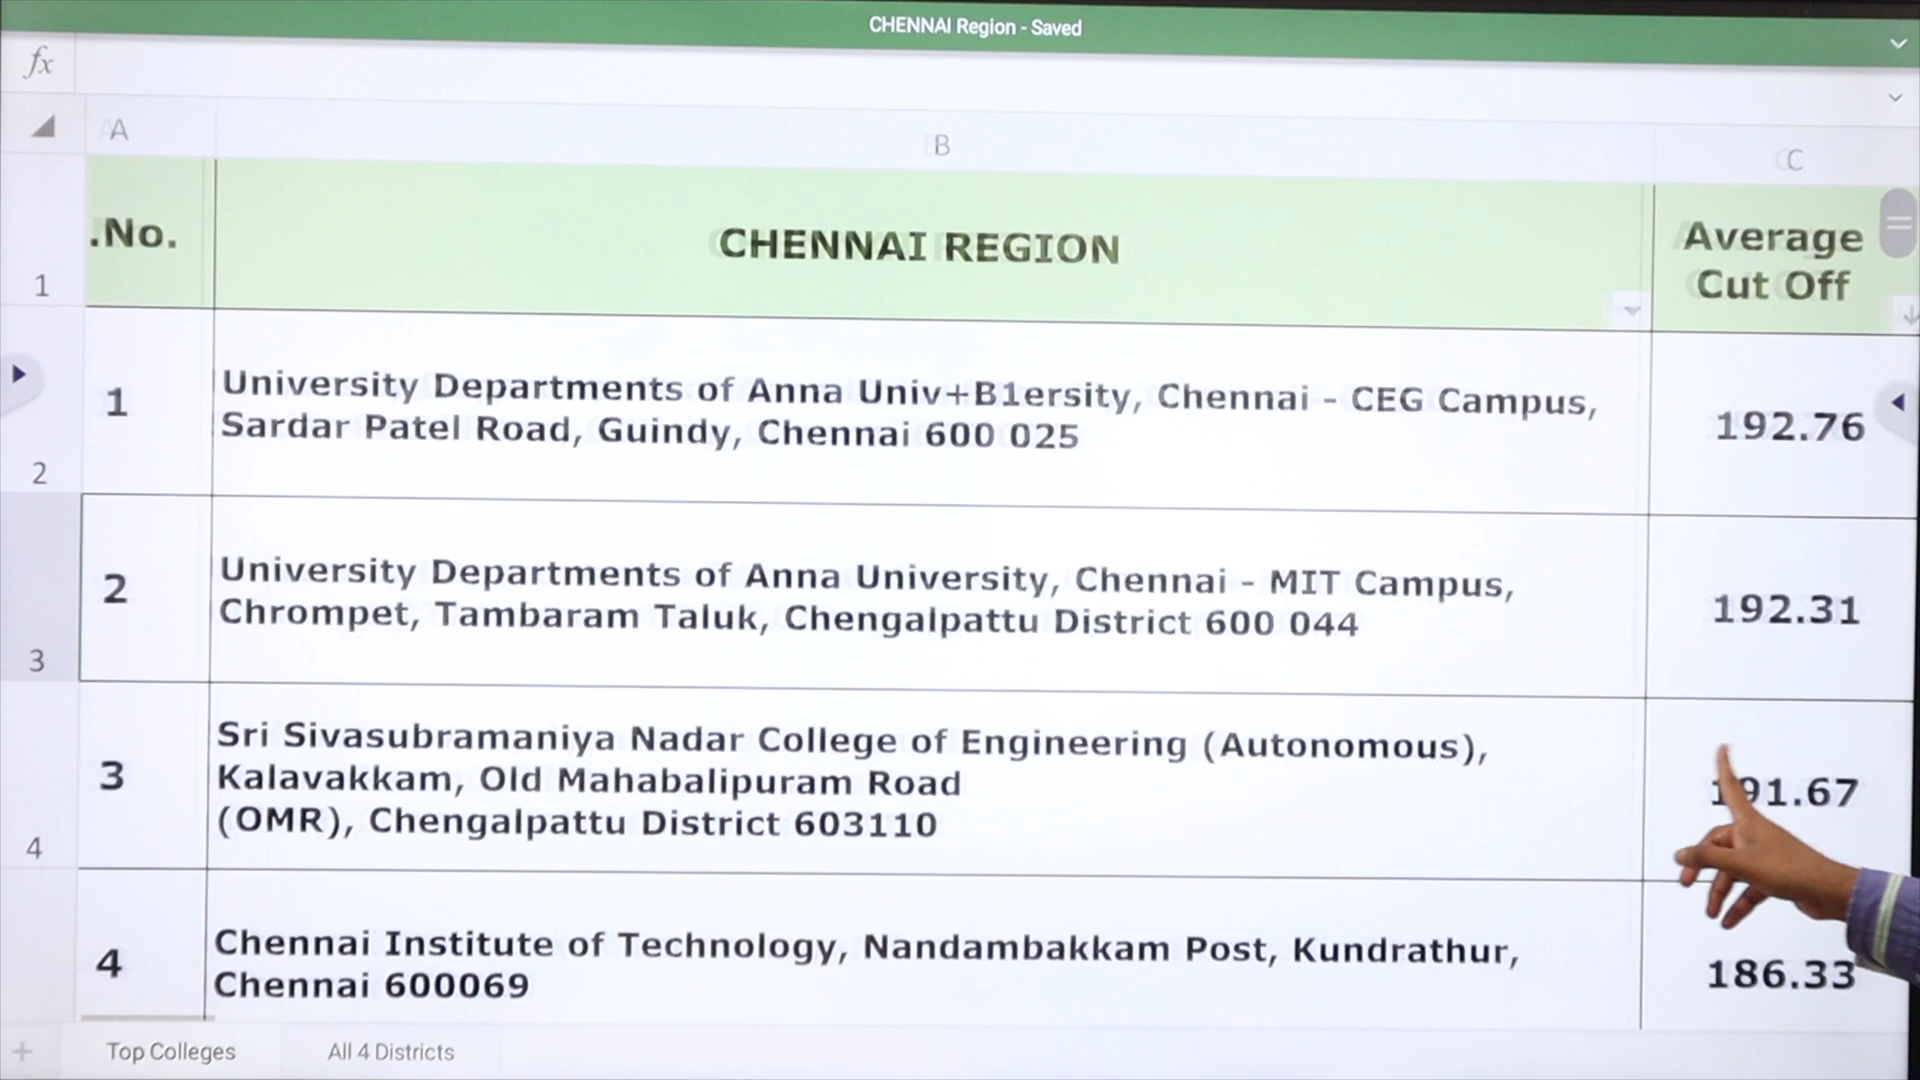 CHENNAI Region - Saved
fx
A B C
1 .No. CHENNAI REGION Average
Cut Off
2 1 University Departments of Anna Univ+B1ersity, Chennai - CEG Campus,
Sardar Patel Road, Guindy, Chennai 600 025 192.76
3 2 University Departments of Anna University, Chennai - MIT Campus,
Chrompet, Tambaram Taluk, Chengalpattu District 600 044 192.31
4 3 Sri Sivasubramaniya Nadar College of Engineering (Autonomous),
Kalavakkam, Old Mahabalipuram Road
(OMR), Chengalpattu District 603110 191.67
4 Chennai Institute of Technology, Nandambakkam Post, Kundrathur,
Chennai 600069 186.33
+ Top Colleges All 4 Districts